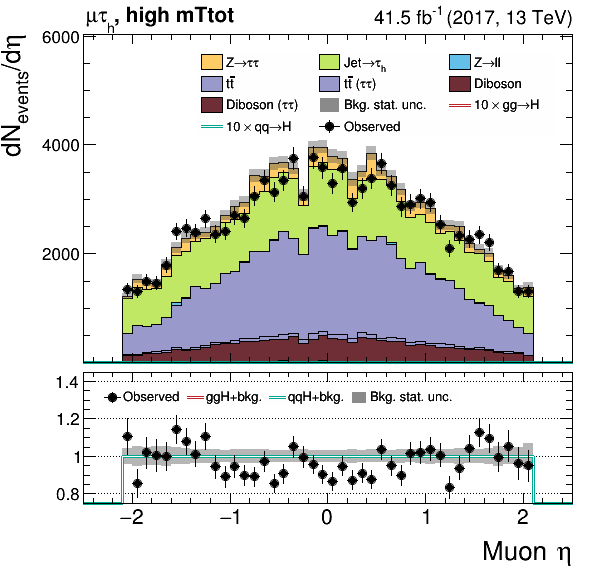 μτh, high mTtot 41.5 fb⁻¹ (2017, 13 TeV)
dNevents/dη
6000
4000
2000
Z→ττ Jet→τh Z→ll
tt̄ tt̄ (ττ) Diboson
Diboson (ττ) Bkg. stat. unc. 10 × gg→H
10 × qq→H Observed
1.4
1.2
1
0.8
Observed ggH+bkg. qqH+bkg. Bkg. stat. unc.
−2 −1 0 1 2
Muon η